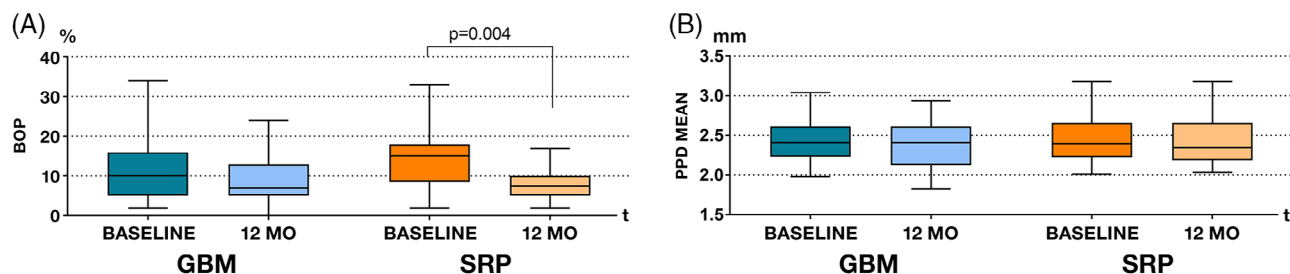 (A)
%
p=0.004
40
30
20
10
0
BOP
t
BASELINE 12 MO BASELINE 12 MO
GBM SRP
(B)
mm
3.5
3.0
2.5
2.0
1.5
PPD MEAN
t
BASELINE 12 MO BASELINE 12 MO
GBM SRP